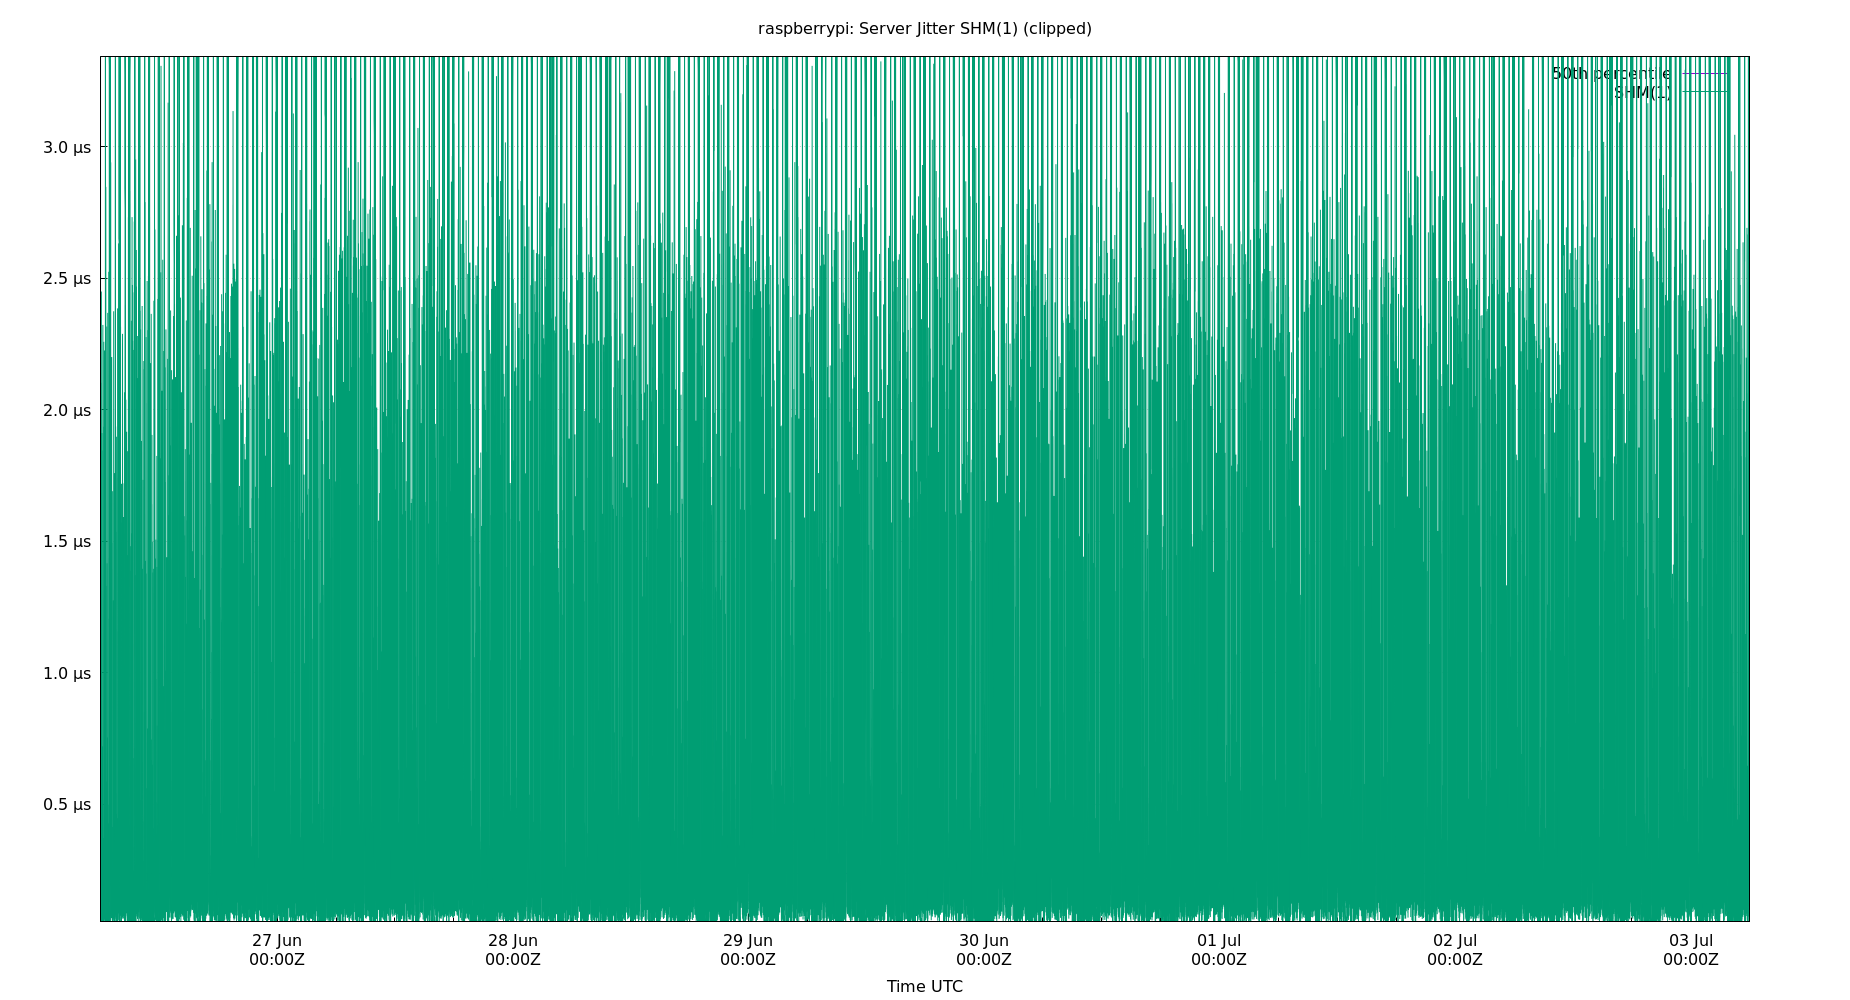 raspberrypi: Server Jitter SHM(1) (clipped)
50th percentile
SHM(1)
3.0 µs
2.5 µs
2.0 µs
1.5 µs
1.0 µs
0.5 µs
27 Jun 28 Jun 29 Jun 30 Jun 01 Jul 02 Jul 03 Jul
00:00Z 00:00Z 00:00Z 00:00Z 00:00Z 00:00Z 00:00Z
Time UTC